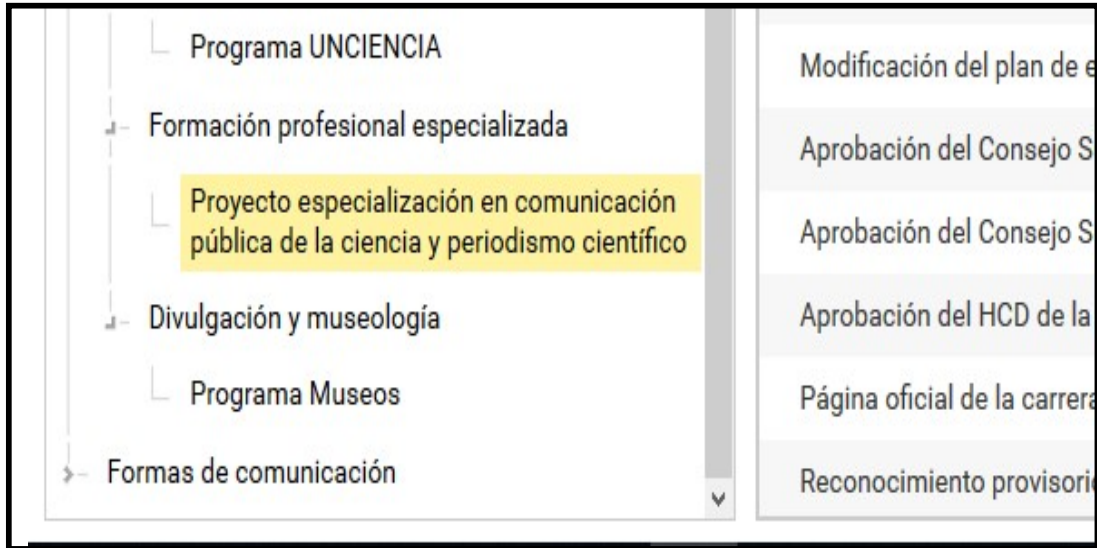 Programa UNCIENCIA
Formación profesional especializada
Proyecto especialización en comunicación
pública de la ciencia y periodismo científico
Divulgación y museología
Programa Museos
Formas de comunicación
Modificación del plan de e
Aprobación del Consejo S
Aprobación del Consejo S
Aprobación del HCD de la
Página oficial de la carrera
Reconocimiento provisorio